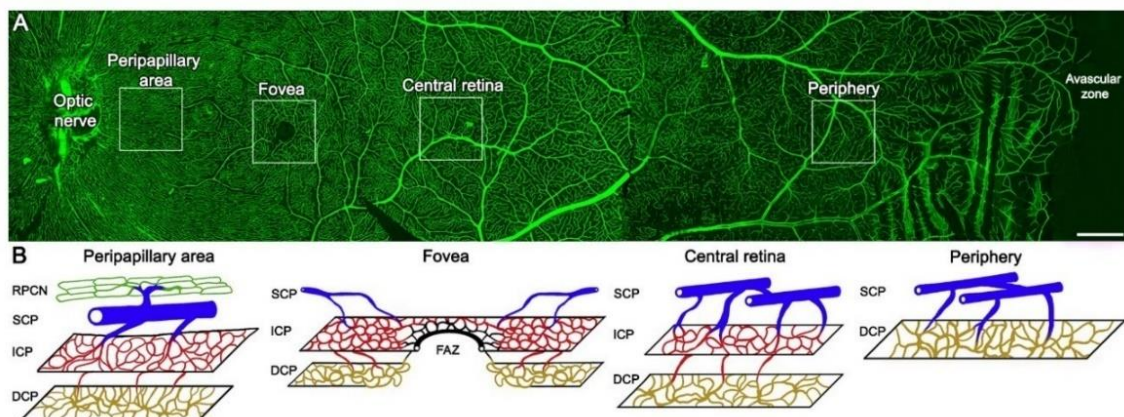 A
Peripapillary
area
Fovea
Central retina
Periphery
Avascular
zone
Optic
nerve
B
Peripapillary area
Fovea
Central retina
Periphery
RPCN
SCP
ICP
DCP
SCP
SCP
ICP
FAZ
DCP
SCP
ICP
DCP
SCP
DCP